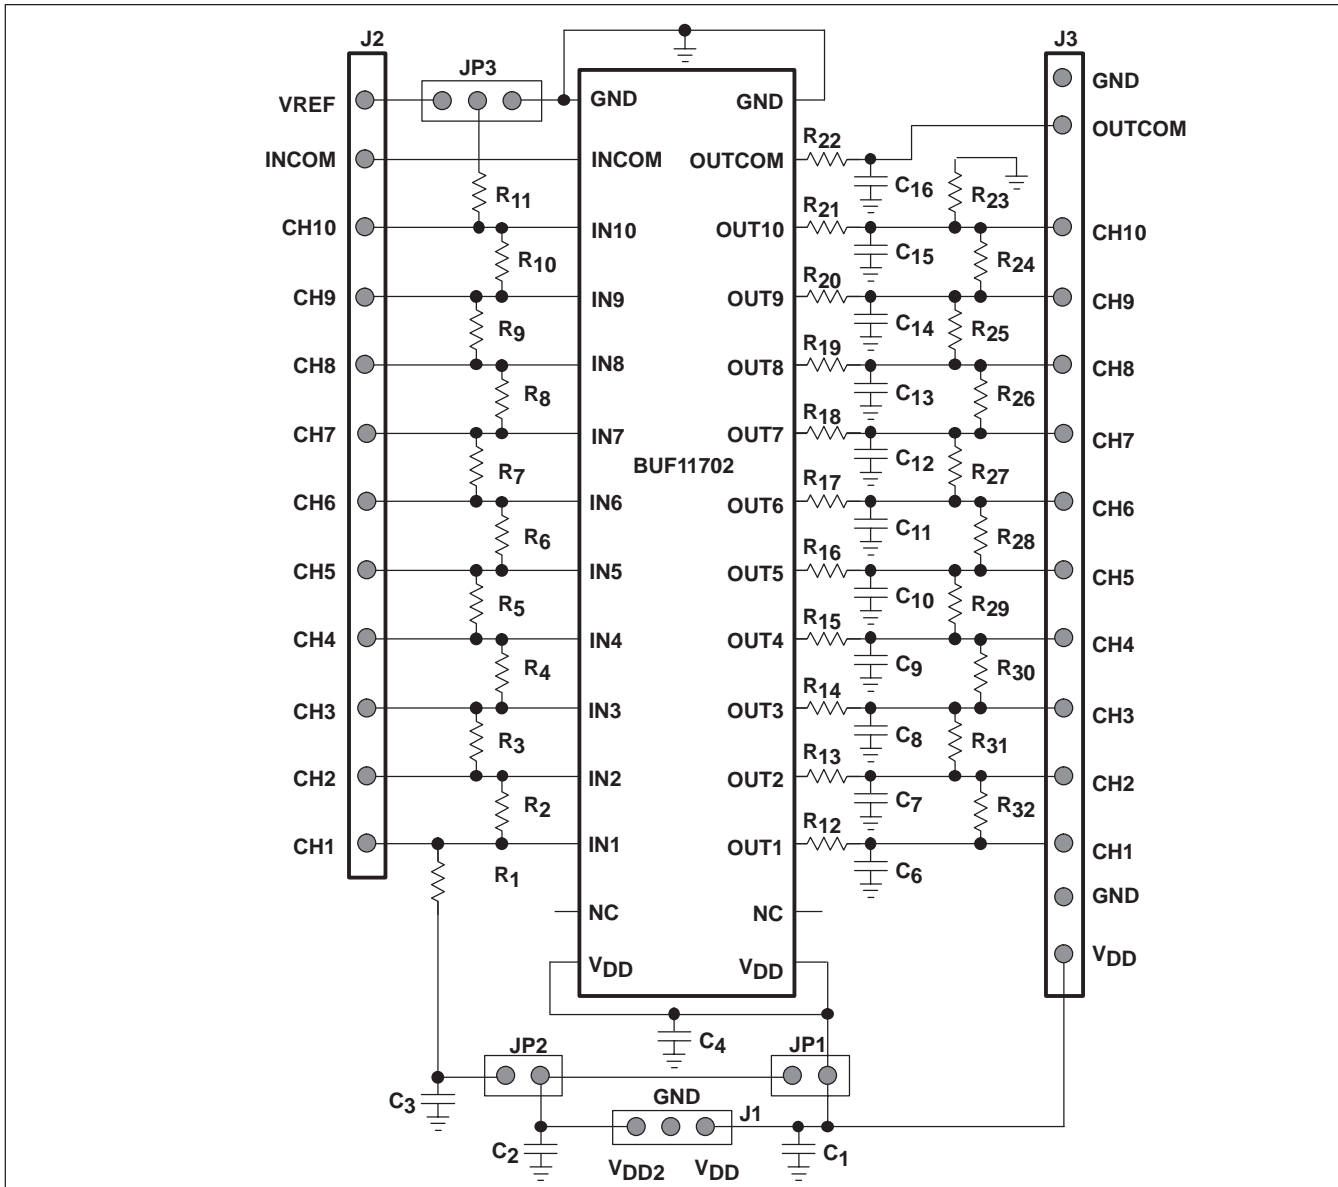 J2
J3
JP3
GND
VREF
GND
GND
R22
OUTCOM
INCOM
INCOM
OUTCOM
C16
R23
R11
R21
CH10
IN10
OUT10
CH10
R10
C15
R24
R20
CH9
IN9
OUT9
CH9
R9
C14
R25
R19
CH8
IN8
OUT8
CH8
R8
C13
R26
R18
CH7
IN7
OUT7
CH7
BUF11702
R7
C12
R27
R17
CH6
IN6
OUT6
CH6
R6
C11
R28
R16
CH5
IN5
OUT5
CH5
R5
C10
R29
R15
CH4
IN4
OUT4
CH4
R4
C9
R30
R14
CH3
IN3
OUT3
CH3
R3
C8
R31
R13
CH2
IN2
OUT2
CH2
R2
C7
R32
R12
CH1
IN1
OUT1
CH1
R1
C6
GND
NC
NC
VDD
VDD
VDD
C4
JP2
JP1
C3
GND
J1
C2
VDD2
VDD
C1